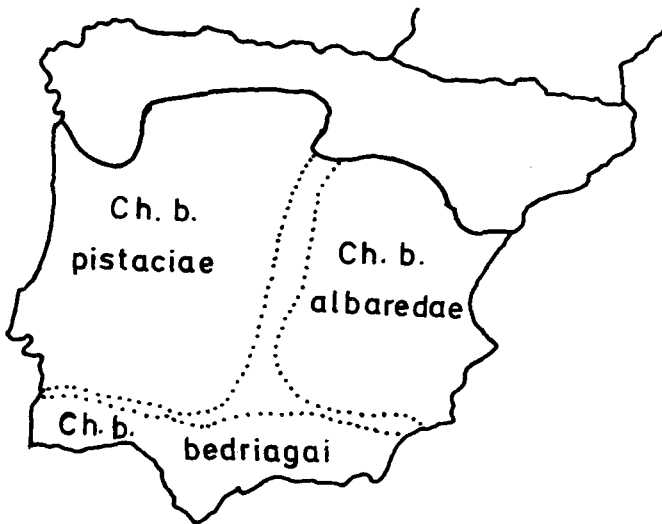 Ch. b.
pistaciae
Ch. b.
albaredae
Ch. b.
bedriagai